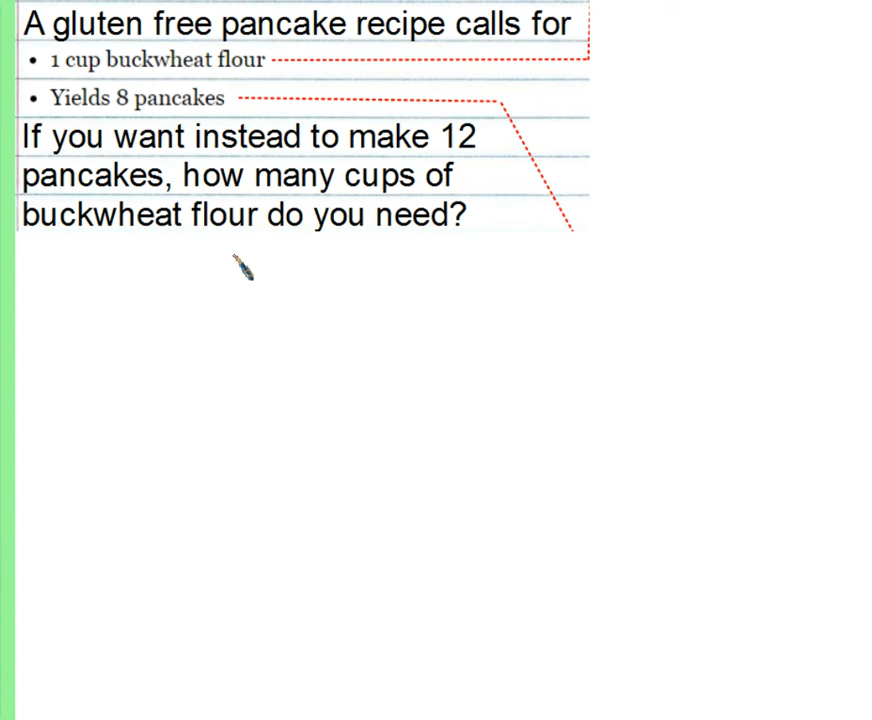 A gluten free pancake recipe calls for
• 1 cup buckwheat flour
• Yields 8 pancakes
If you want instead to make 12
pancakes, how many cups of
buckwheat flour do you need?